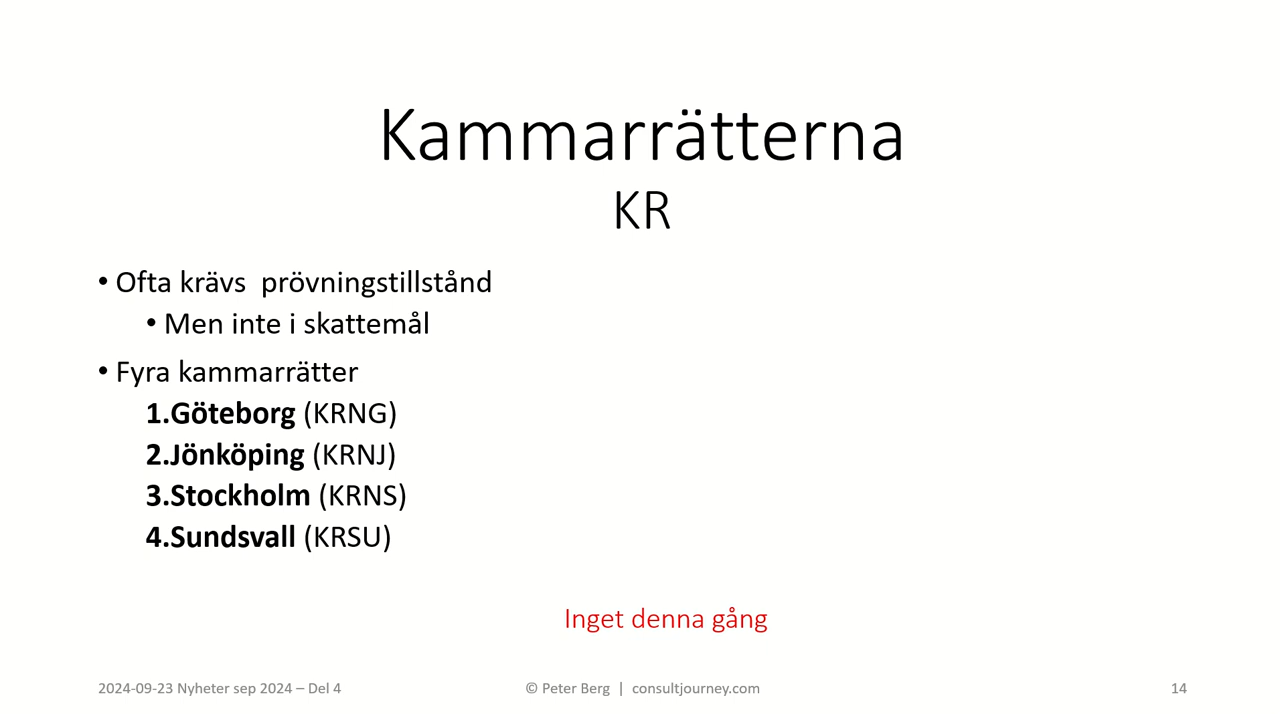 Kammarrätterna
KR
• Ofta krävs  prövningstillstånd
• Men inte i skattemål
• Fyra kammarrätter
1.Göteborg (KRNG)
2.Jönköping (KRNJ)
3.Stockholm (KRNS)
4.Sundsvall (KRSU)
Inget denna gång
2024-09-23 Nyheter sep 2024 – Del 4
© Peter Berg | consultjourney.com
14